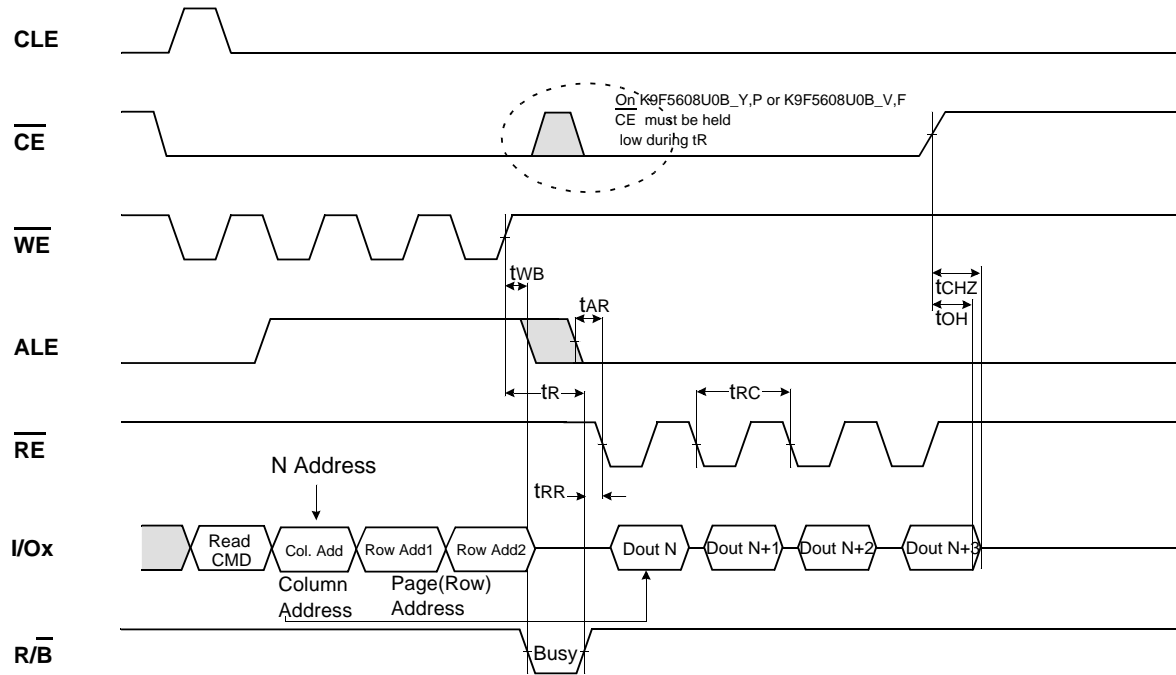 CLE
On K9F5608U0B_Y,P or K9F5608U0B_V,F
CE must be held
low during tR
CE
WE
tWB
tCHZ
tAR
tOH
ALE
tR
tRC
RE
N Address
tRR
I/Ox
Read
CMD
Col. Add
Row Add1
Row Add2
Dout N
Dout N+1
Dout N+2
Dout N+3
Column
Address
Page(Row)
Address
R/B
Busy